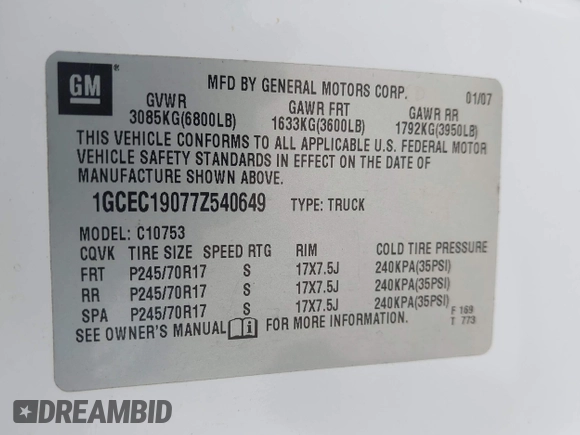 GM ®
MFD BY GENERAL MOTORS CORP. 01/07
GVWR GAWR FRT GAWR RR
3085KG(6800LB) 1633KG(3600LB) 1792KG(3950LB)
THIS VEHICLE CONFORMS TO ALL APPLICABLE U.S. FEDERAL MOTOR
VEHICLE SAFETY STANDARDS IN EFFECT ON THE DATE OF
MANUFACTURE SHOWN ABOVE.
1GCEC19077Z540649 TYPE: TRUCK
MODEL: C10753
CQVK TIRE SIZE SPEED RTG RIM COLD TIRE PRESSURE
FRT P245/70R17 S 17X7.5J 240KPA(35PSI)
RR P245/70R17 S 17X7.5J 240KPA(35PSI)
SPA P245/70R17 S 17X7.5J 240KPA(35PSI)
SEE OWNER'S MANUAL i FOR MORE INFORMATION. F 169
T 773
DREAMBID